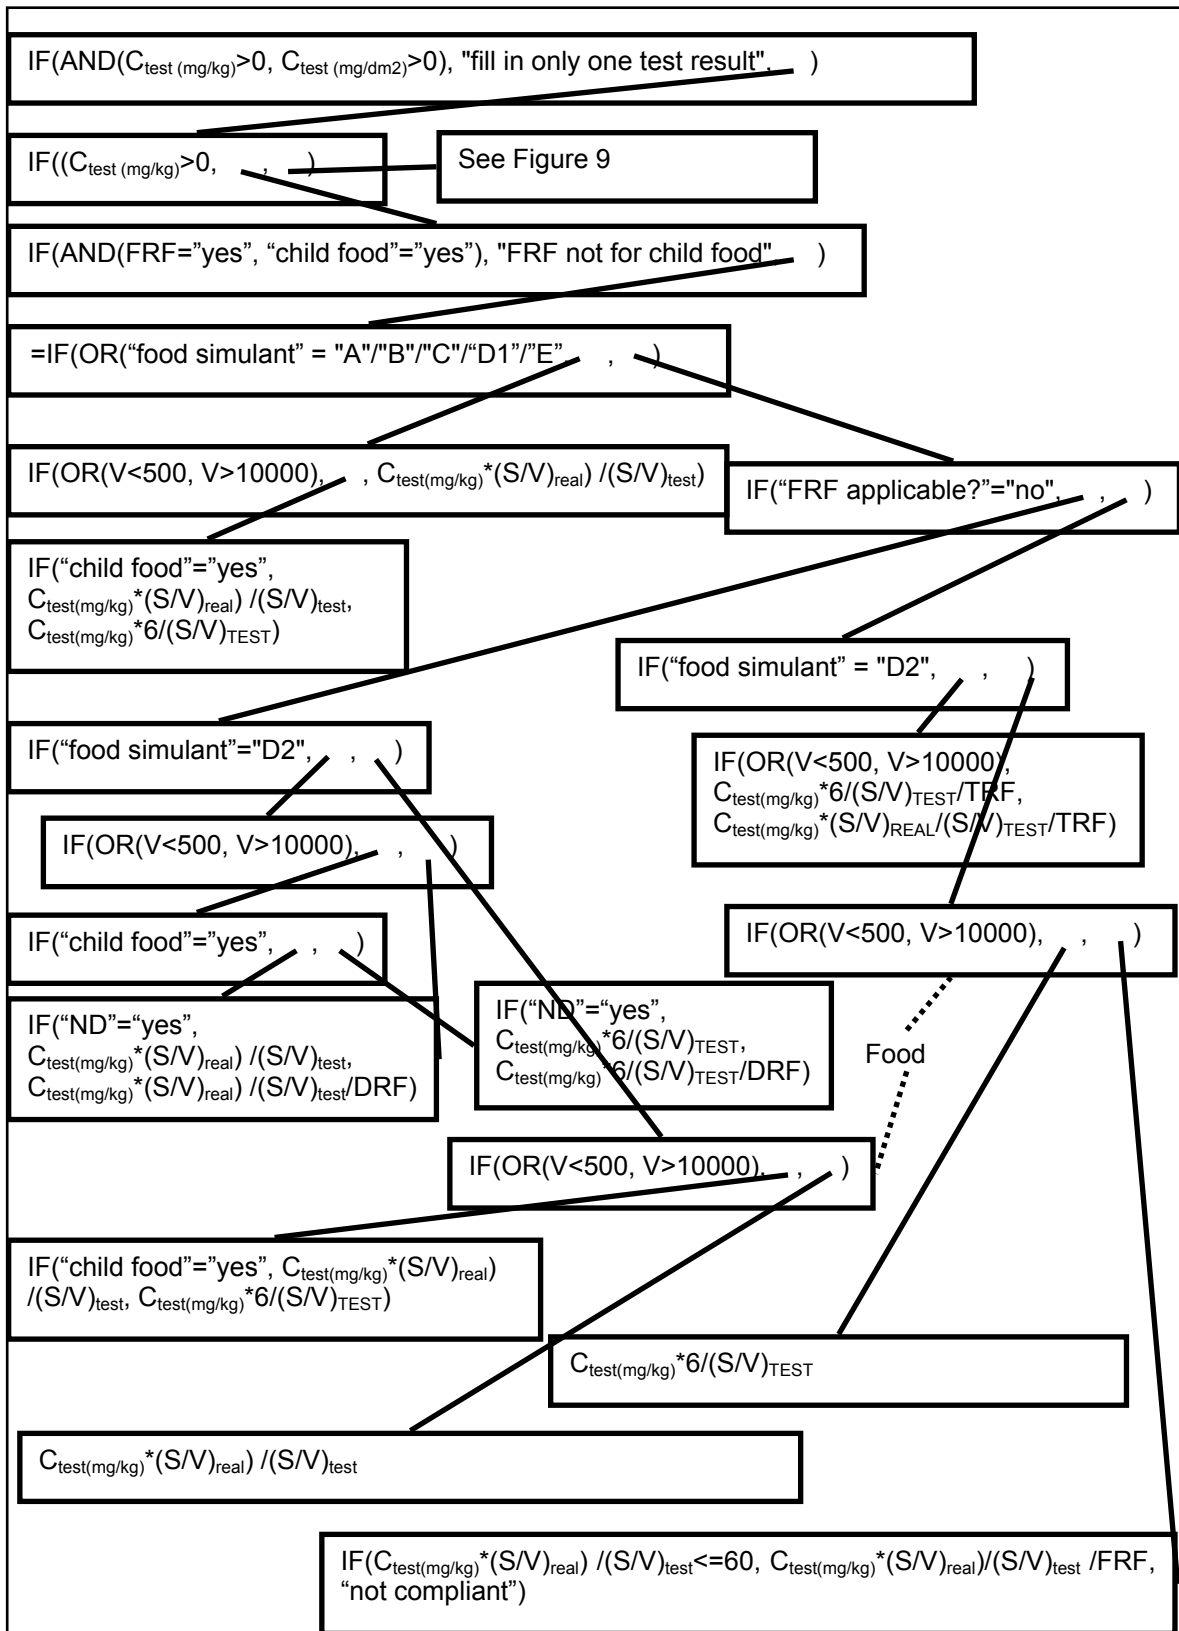 IF(AND(Ctest (mg/kg)>0, Ctest (mg/dm2)>0), "fill in only one test result", )
IF((Ctest (mg/kg)>0, , )
See Figure 9
IF(AND(FRF=”yes”, “child food”=”yes”), "FRF not for child food", )
=IF(OR(“food simulant” = "A"/"B"/"C"/“D1”/”E”, , )
IF(OR(V<500, V>10000), , Ctest(mg/kg)*(S/V)real) /(S/V)test)
IF(“FRF applicable?”="no", , )
IF(“child food”=”yes”,
Ctest(mg/kg)*(S/V)real) /(S/V)test,
Ctest(mg/kg)*6/(S/V)TEST)
IF(“food simulant” = "D2", , )
IF(“food simulant”="D2", , )
IF(OR(V<500, V>10000),
Ctest(mg/kg)*6/(S/V)TEST/TRF,
Ctest(mg/kg)*(S/V)REAL/(S/V)TEST/TRF)
IF(OR(V<500, V>10000), , )
IF(“child food”=”yes”, , )
IF(OR(V<500, V>10000), , )
IF(“ND”=“yes”,
Ctest(mg/kg)*(S/V)real) /(S/V)test,
Ctest(mg/kg)*(S/V)real) /(S/V)test/DRF)
IF(“ND”=“yes”,
Ctest(mg/kg)*6/(S/V)TEST,
Ctest(mg/kg)*6/(S/V)TEST/DRF)
Food
IF(OR(V<500, V>10000), , )
IF(“child food”=”yes”, Ctest(mg/kg)*(S/V)real)
/(S/V)test, Ctest(mg/kg)*6/(S/V)TEST)
Ctest(mg/kg)*6/(S/V)TEST
Ctest(mg/kg)*(S/V)real) /(S/V)test
IF(Ctest(mg/kg)*(S/V)real) /(S/V)test<=60, Ctest(mg/kg)*(S/V)real)/(S/V)test /FRF,
“not compliant”)